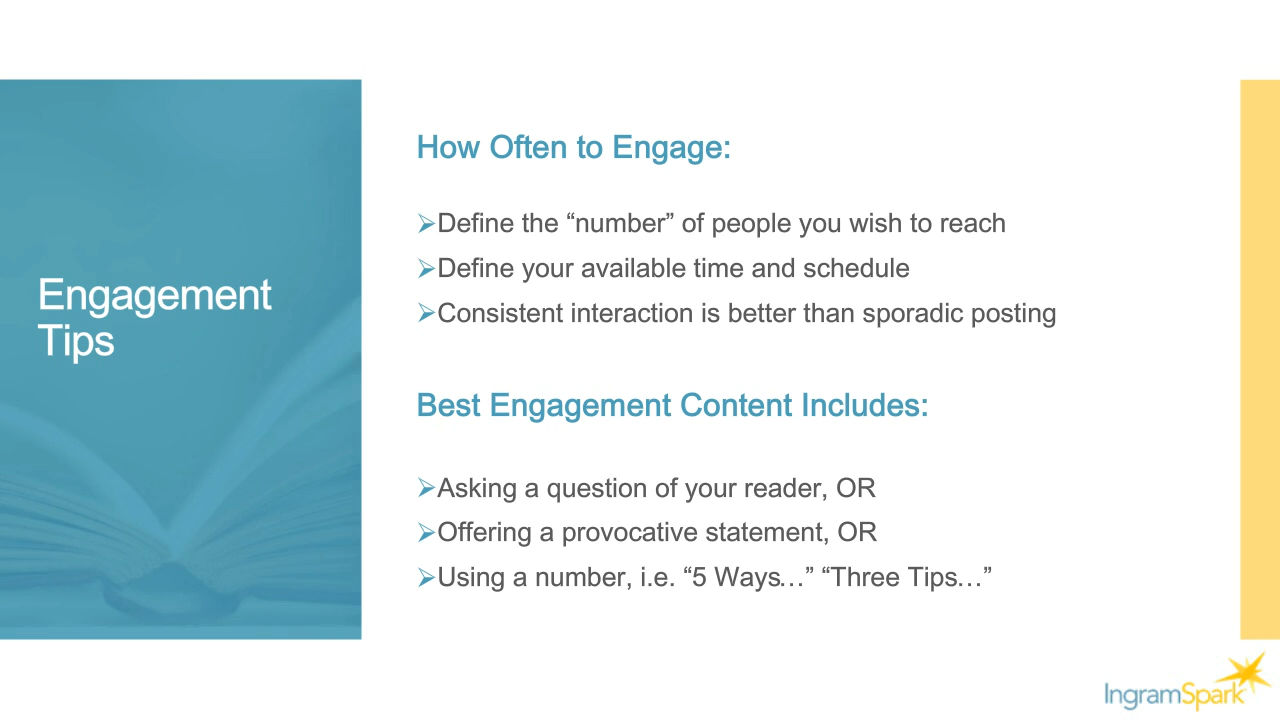 Engagement
Tips
How Often to Engage:
➢Define the “number” of people you wish to reach
➢Define your available time and schedule
➢Consistent interaction is better than sporadic posting
Best Engagement Content Includes:
➢Asking a question of your reader, OR
➢Offering a provocative statement, OR
➢Using a number, i.e. “5 Ways…” “Three Tips…”
IngramSpark